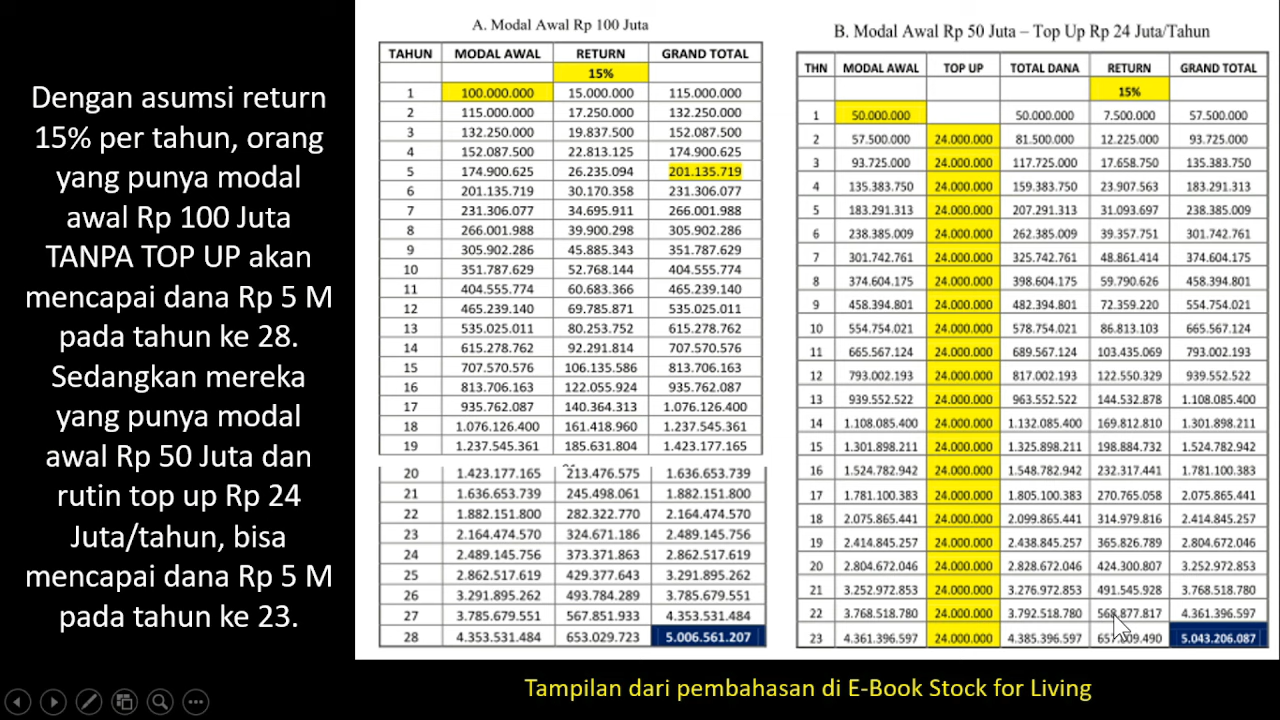 Dengan asumsi return
15% per tahun, orang
yang punya modal
awal Rp 100 Juta
TANPA TOP UP akan
mencapai dana Rp 5 M
pada tahun ke 28.
Sedangkan mereka
yang punya modal
awal Rp 50 Juta dan
rutin top up Rp 24
Juta/tahun, bisa
mencapai dana Rp 5 M
pada tahun ke 23.
A. Modal Awal Rp 100 Juta
TAHUN MODAL AWAL RETURN GRAND TOTAL
15%
1 100.000.000 15.000.000 115.000.000
2 115.000.000 17.250.000 132.250.000
3 132.250.000 19.837.500 152.087.500
4 152.087.500 22.813.125 174.900.625
5 174.900.625 26.235.094 201.135.719
6 201.135.719 30.170.358 231.306.077
7 231.306.077 34.695.911 266.001.988
8 266.001.988 39.900.298 305.902.286
9 305.902.286 45.885.343 351.787.629
10 351.787.629 52.768.144 404.555.774
11 404.555.774 60.683.366 465.239.140
12 465.239.140 69.785.871 535.025.011
13 535.025.011 80.253.752 615.278.762
14 615.278.762 92.291.814 707.570.576
15 707.570.576 106.135.586 813.706.163
16 813.706.163 122.055.924 935.762.087
17 935.762.087 140.364.313 1.076.126.400
18 1.076.126.400 161.418.960 1.237.545.361
19 1.237.545.361 185.631.804 1.423.177.165
20 1.423.177.165 213.476.575 1.636.653.739
21 1.636.653.739 245.498.061 1.882.151.800
22 1.882.151.800 282.322.770 2.164.474.570
23 2.164.474.570 324.671.186 2.489.145.756
24 2.489.145.756 373.371.863 2.862.517.619
25 2.862.517.619 429.377.643 3.291.895.262
26 3.291.895.262 493.784.289 3.785.679.551
27 3.785.679.551 567.851.933 4.353.531.484
28 4.353.531.484 653.029.723 5.006.561.207
B. Modal Awal Rp 50 Juta – Top Up Rp 24 Juta/Tahun
THN MODAL AWAL TOP UP TOTAL DANA RETURN GRAND TOTAL
15%
1 50.000.000 50.000.000 7.500.000 57.500.000
2 57.500.000 24.000.000 81.500.000 12.225.000 93.725.000
3 93.725.000 24.000.000 117.725.000 17.658.750 135.383.750
4 135.383.750 24.000.000 159.383.750 23.907.563 183.291.313
5 183.291.313 24.000.000 207.291.313 31.093.697 238.385.009
6 238.385.009 24.000.000 262.385.009 39.357.751 301.742.761
7 301.742.761 24.000.000 325.742.761 48.861.414 374.604.175
8 374.604.175 24.000.000 398.604.175 59.790.626 458.394.801
9 458.394.801 24.000.000 482.394.801 72.359.220 554.754.021
10 554.754.021 24.000.000 578.754.021 86.813.103 665.567.124
11 665.567.124 24.000.000 689.567.124 103.435.069 793.002.193
12 793.002.193 24.000.000 817.002.193 122.550.329 939.552.522
13 939.552.522 24.000.000 963.552.522 144.532.878 1.108.085.400
14 1.108.085.400 24.000.000 1.132.085.400 169.812.810 1.301.898.211
15 1.301.898.211 24.000.000 1.325.898.211 198.884.732 1.524.782.942
16 1.524.782.942 24.000.000 1.548.782.942 232.317.441 1.781.100.383
17 1.781.100.383 24.000.000 1.805.100.383 270.765.058 2.075.865.441
18 2.075.865.441 24.000.000 2.099.865.441 314.979.816 2.414.845.257
19 2.414.845.257 24.000.000 2.438.845.257 365.826.789 2.804.672.046
20 2.804.672.046 24.000.000 2.828.672.046 424.300.807 3.252.972.853
21 3.252.972.853 24.000.000 3.276.972.853 491.545.928 3.768.518.780
22 3.768.518.780 24.000.000 3.792.518.780 568.877.817 4.361.396.597
23 4.361.396.597 24.000.000 4.385.396.597 5.043.206.087
Tampilan dari pembahasan di E-Book Stock for Living